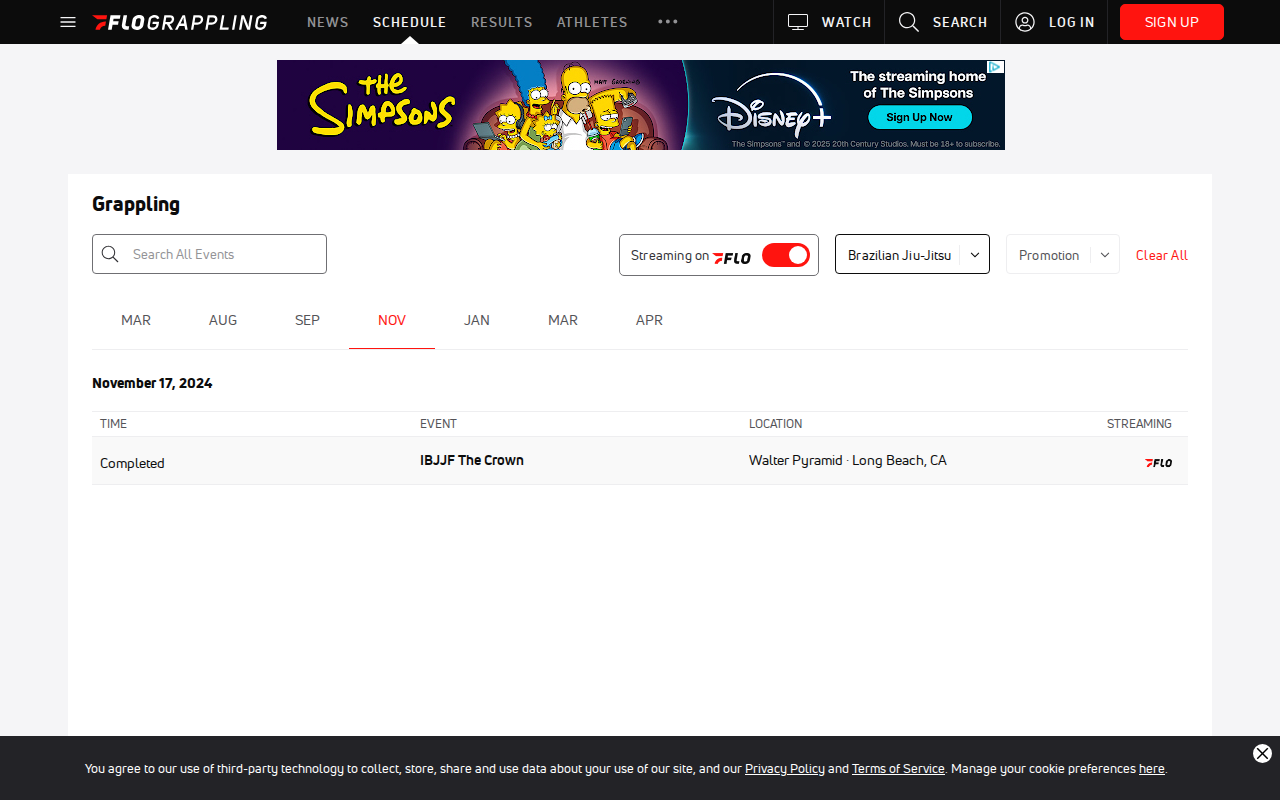 FLOGRAPPLING NEWS SCHEDULE RESULTS ATHLETES WATCH SEARCH LOG IN SIGN UP
THE SIMPSONS
MATT GROENING
Disney+
The streaming home
of The Simpsons
Sign Up Now
The Simpsons™ and © 2025 20th Century Studios. Must be 18+ to subscribe.
Grappling
Search All Events
Streaming on FLO
Brazilian Jiu-Jitsu
Promotion
Clear All
MAR AUG SEP NOV JAN MAR APR
November 17, 2024
TIME EVENT LOCATION STREAMING
Completed IBJJF The Crown Walter Pyramid · Long Beach, CA FLO
You agree to our use of third-party technology to collect, store, share and use data about your use of our site, and our Privacy Policy and Terms of Service. Manage your cookie preferences here.